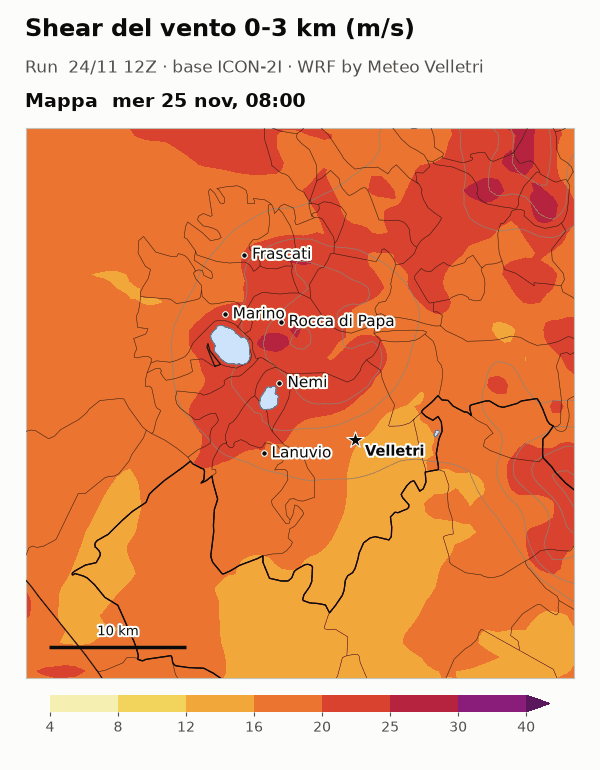 Shear del vento 0-3 km (m/s)
Run  24/11 12Z · base ICON-2I · WRF by Meteo Velletri
Mappa  mer 25 nov, 08:00
Frascati
Marino
Rocca di Papa
Nemi
Velletri
Lanuvio
10 km
4 8 12 16 20 25 30 40